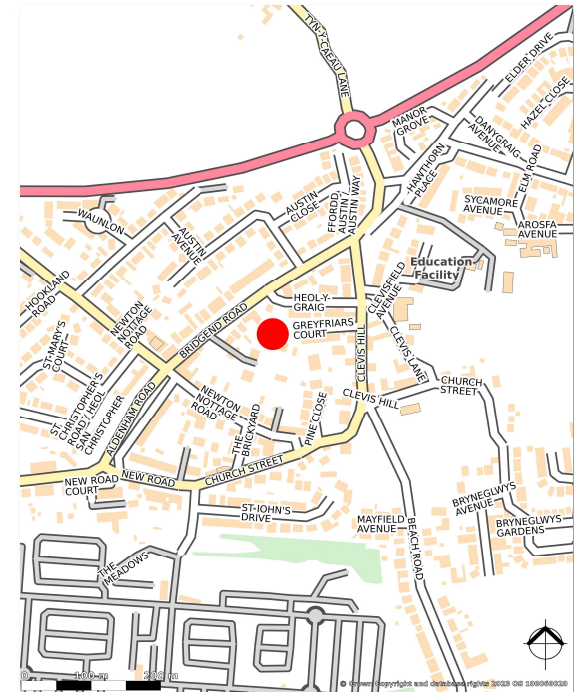 TYN-Y-CAEAU LANE
ELDER DRIVE
HAZEL CLOSE
MANOR
GROVE
DANYGRAIG
AVENUE
HAWTHORN
PLACE
ELM ROAD
SYCAMORE
AVENUE
AROSFA
AVENUE
AUSTIN
CLOSE
FFORDD
AUSTIN /
AUSTIN WAY
WAUNLON
AUSTIN
AVENUE
Education
Facility
HOOKLAND
ROAD
NEWTON
NOTTAGE
ROAD
BRIDGEND ROAD
HEOL-Y-
GRAIG
CLEVISFIELD
AVENUE
GREYFRIARS
COURT
CLEVIS HILL
CLEVIS LANE
ST-MARY'S
COURT
ST.
CHRISTOPHER'S
ROAD / HEOL
SAN
CHRISTOPHER
ALDENHAM ROAD
NEWTON
NOTTAGE
ROAD
THE
BRICKYARD
PINE CLOSE
CLEVIS HILL
CHURCH
STREET
NEW ROAD
COURT
NEW ROAD
CHURCH STREET
ST-JOHN'S
DRIVE
MAYFIELD
AVENUE
BEACH ROAD
BRYNEGLWYS
AVENUE
BRYNEGLWYS
GARDENS
THE
MEADOWS
0 100 m 200 m
© Crown Copyright and database rights 2023 OS 100060020